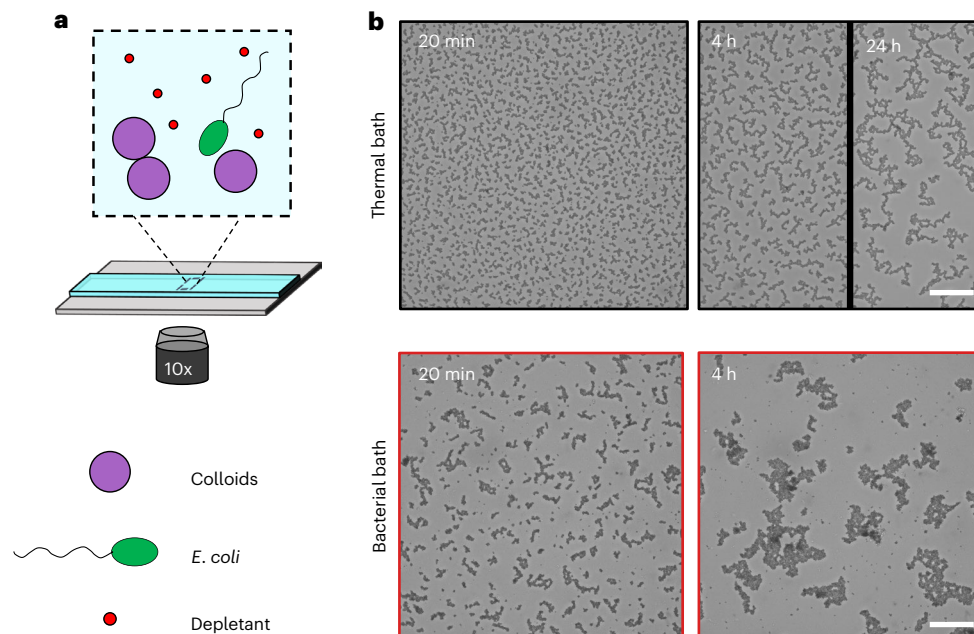 a
10x
Colloids
E. coli
Depletant
b
Thermal bath
20 min
4 h
24 h
Bacterial bath
20 min
4 h